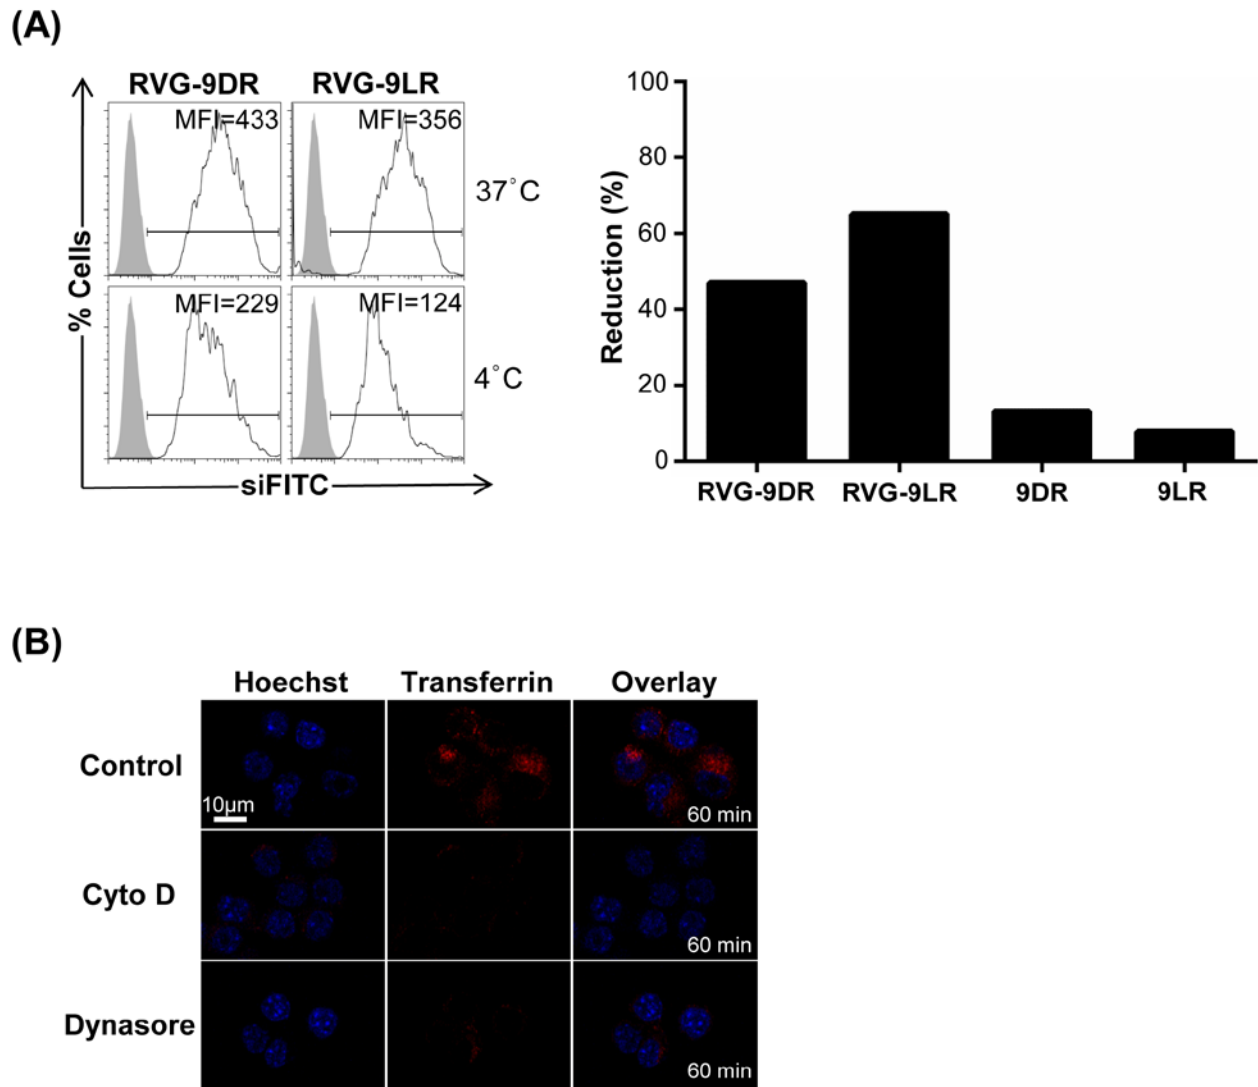 (A)
RVG-9DR
RVG-9LR
MFI=433
MFI=356
37°C
MFI=229
MFI=124
4°C
% Cells
siFITC
Reduction (%)
100
80
60
40
20
0
RVG-9DR
RVG-9LR
9DR
9LR
(B)
Hoechst
Transferrin
Overlay
Control
10µm
60 min
Cyto D
60 min
Dynasore
60 min